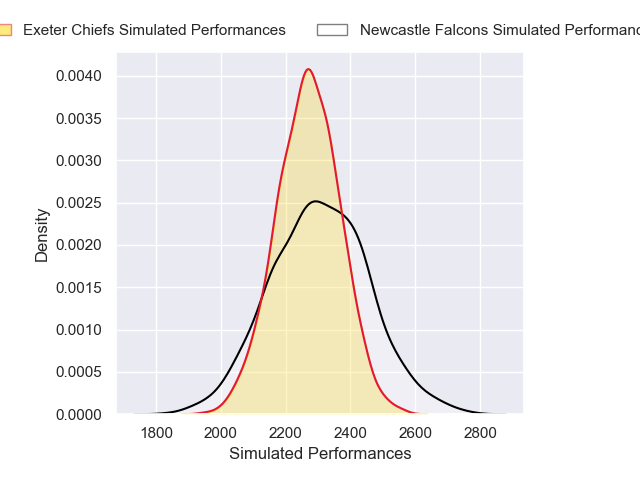 Exeter Chiefs Simulated Performances
Newcastle Falcons Simulated
0.0040
0.0035
0.0030
0.0025
0.0020
0.0015
0.0010
0.0005
0.0000
Density
1800 2000 2200 2400 2600 2800
Simulated Performances